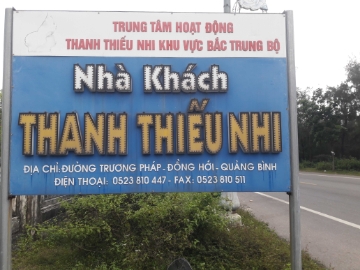 TRUNG TÂM HOẠT ĐỘNG
THANH THIẾU NHI KHU VỰC BẮC TRUNG BỘ
Nhà Khách
THANH THIẾU NHI
ĐỊA CHỈ: ĐƯỜNG TRƯƠNG PHÁP - ĐỒNG HỚI - QUẢNG BÌNH
ĐIỆN THOẠI: 0523 810 447 - FAX: 0523 810 511